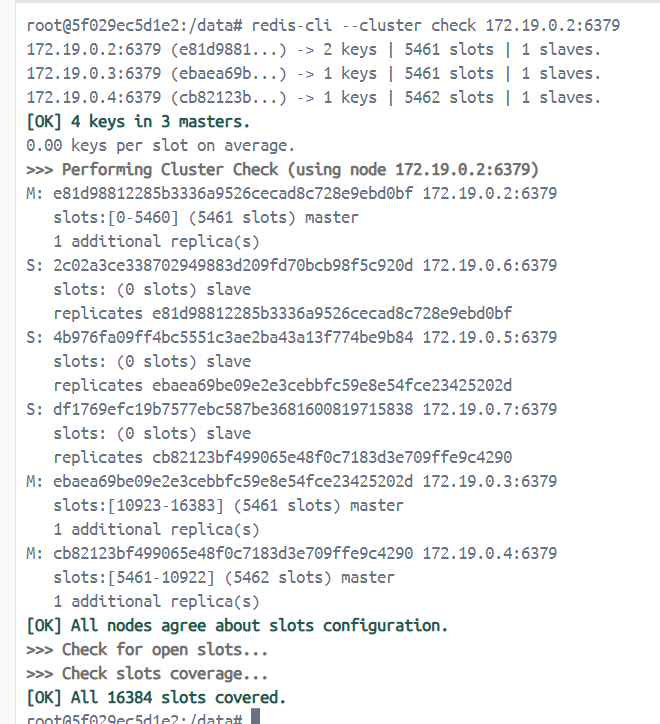 root@5f029ec5d1e2:/data# redis-cli --cluster check 172.19.0.2:6379
172.19.0.2:6379 (e81d9881...) -> 2 keys | 5461 slots | 1 slaves.
172.19.0.3:6379 (ebaea69b...) -> 1 keys | 5461 slots | 1 slaves.
172.19.0.4:6379 (cb82123b...) -> 1 keys | 5462 slots | 1 slaves.
[OK] 4 keys in 3 masters.
0.00 keys per slot on average.
>>> Performing Cluster Check (using node 172.19.0.2:6379)
M: e81d98812285b3336a9526cecad8c728e9ebd0bf 172.19.0.2:6379
slots:[0-5460] (5461 slots) master
1 additional replica(s)
S: 2c02a3ce338702949883d209fd70bcb98f5c920d 172.19.0.6:6379
slots: (0 slots) slave
replicates e81d98812285b3336a9526cecad8c728e9ebd0bf
S: 4b976fa09ff4bc5551c3ae2ba43a13f774be9b84 172.19.0.5:6379
slots: (0 slots) slave
replicates ebaea69be09e2e3cebbfc59e8e54fce23425202d
S: df1769efc19b7577ebc587be3681600819715838 172.19.0.7:6379
slots: (0 slots) slave
replicates cb82123bf499065e48f0c7183d3e709ffe9c4290
M: ebaea69be09e2e3cebbfc59e8e54fce23425202d 172.19.0.3:6379
slots:[10923-16383] (5461 slots) master
1 additional replica(s)
M: cb82123bf499065e48f0c7183d3e709ffe9c4290 172.19.0.4:6379
slots:[5461-10922] (5462 slots) master
1 additional replica(s)
[OK] All nodes agree about slots configuration.
>>> Check for open slots...
>>> Check slots coverage...
[OK] All 16384 slots covered.
root@5f029ec5d1e2:/data#